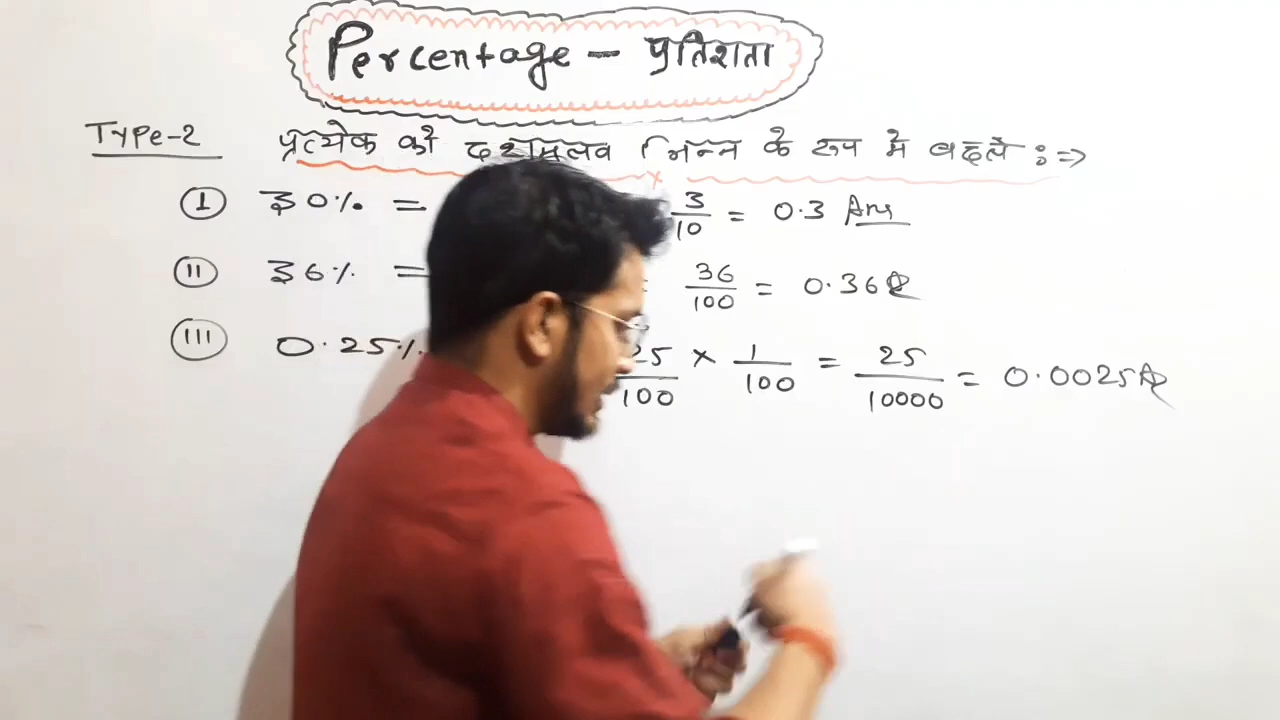 Percentage - प्रतिशता
Type-2 प्रत्येक को दशमलव भिन्न के रूप मे बदले :⇒
(I) 30% = 3/10 = 0.3 Ans
(II) 36% = = 36/100 = 0.36 A
(III) 0.25% 25/100 × 1/100 = 25/10000 = 0.0025 A